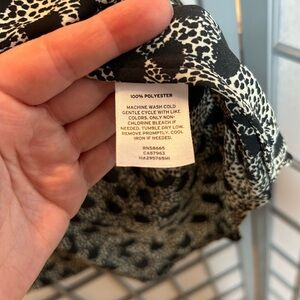 100% POLYESTER
MACHINE WASH COLD
GENTLE CYCLE WITH LIKE
COLORS. ONLY NON-
CHLORINE BLEACH IF
NEEDED. TUMBLE DRY LOW.
REMOVE PROMPTLY. COOL
IRON IF NEEDED.
RN58665
CA57963